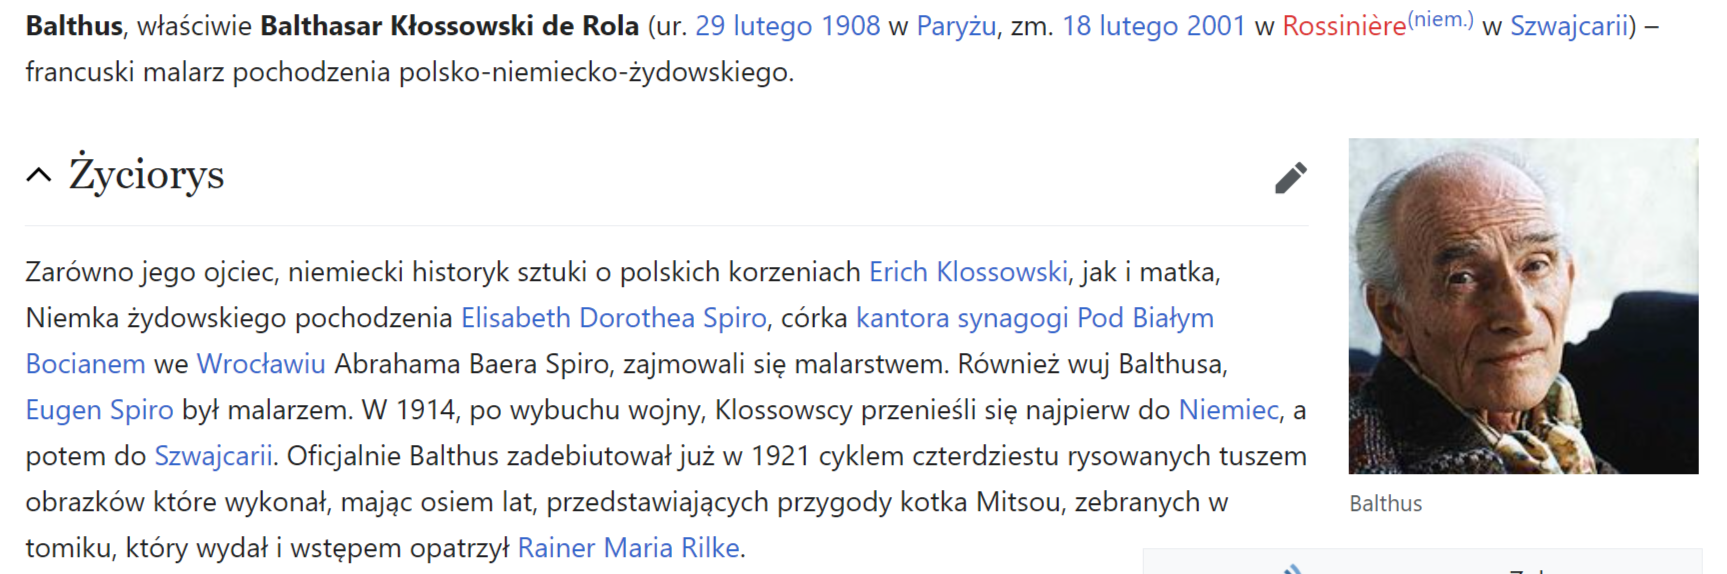 Balthus, właściwie Balthasar Kłossowski de Rola (ur. 29 lutego 1908 w Paryżu, zm. 18 lutego 2001 w Rossinière(niem.) w Szwajcarii) –
francuski malarz pochodzenia polsko-niemiecko-żydowskiego.
Życiorys
Zarówno jego ojciec, niemiecki historyk sztuki o polskich korzeniach Erich Klossowski, jak i matka,
Niemka żydowskiego pochodzenia Elisabeth Dorothea Spiro, córka kantora synagogi Pod Białym
Bocianem we Wrocławiu Abrahama Baera Spiro, zajmowali się malarstwem. Również wuj Balthusa,
Eugen Spiro był malarzem. W 1914, po wybuchu wojny, Klossowscy przenieśli się najpierw do Niemiec, a
potem do Szwajcarii. Oficjalnie Balthus zadebiutował już w 1921 cyklem czterdziestu rysowanych tuszem
obrazków które wykonał, mając osiem lat, przedstawiających przygody kotka Mitsou, zebranych w
tomiku, który wydał i wstępem opatrzył Rainer Maria Rilke.
Balthus